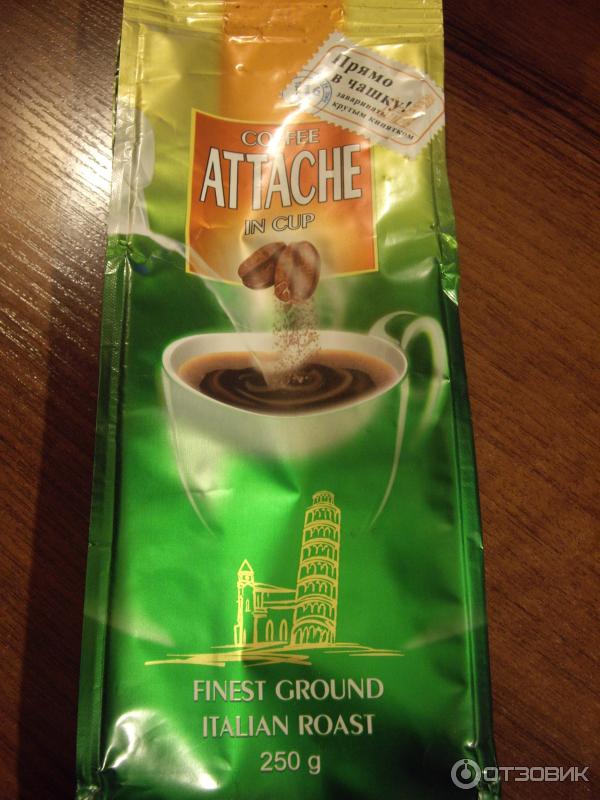 Прямо
в чашку!
заваривать
крутым кипятком
COFFEE
ATTACHE
IN CUP
FINEST GROUND
ITALIAN ROAST
250 g
ОТЗОВИК